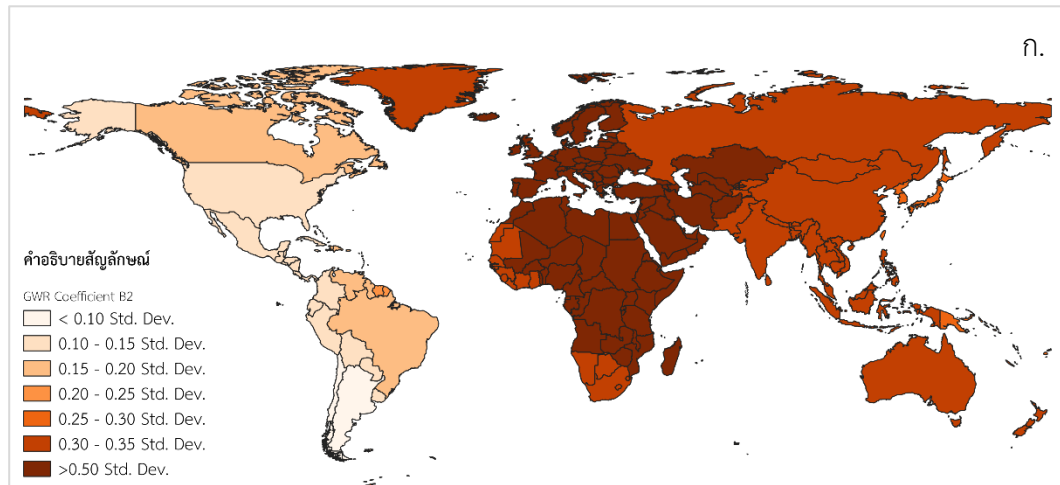 ก.
คำอธิบายสัญลักษณ์
GWR Coefficient B2
< 0.10 Std. Dev.
0.10 - 0.15 Std. Dev.
0.15 - 0.20 Std. Dev.
0.20 - 0.25 Std. Dev.
0.25 - 0.30 Std. Dev.
0.30 - 0.35 Std. Dev.
>0.50 Std. Dev.